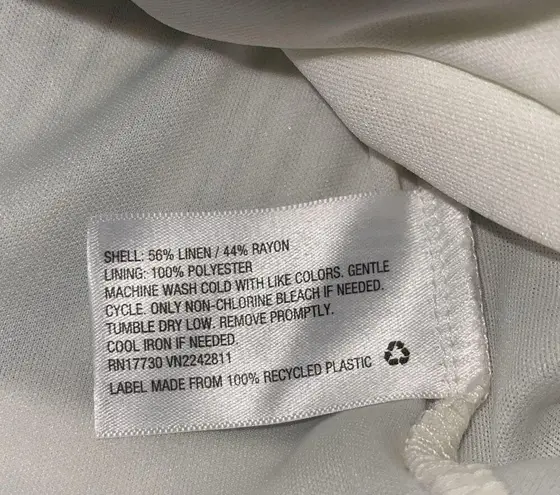 SHELL: 56% LINEN / 44% RAYON
LINING: 100% POLYESTER
MACHINE WASH COLD WITH LIKE COLORS. GENTLE
CYCLE. ONLY NON-CHLORINE BLEACH IF NEEDED.
TUMBLE DRY LOW. REMOVE PROMPTLY.
COOL IRON IF NEEDED.
RN17730 VN2242811
LABEL MADE FROM 100% RECYCLED PLASTIC